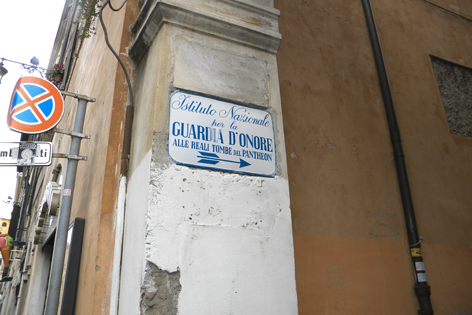 Istituto Nazionale
per la
GUARDIA D'ONORE
ALLE REALI TOMBE DEL PANTHEON